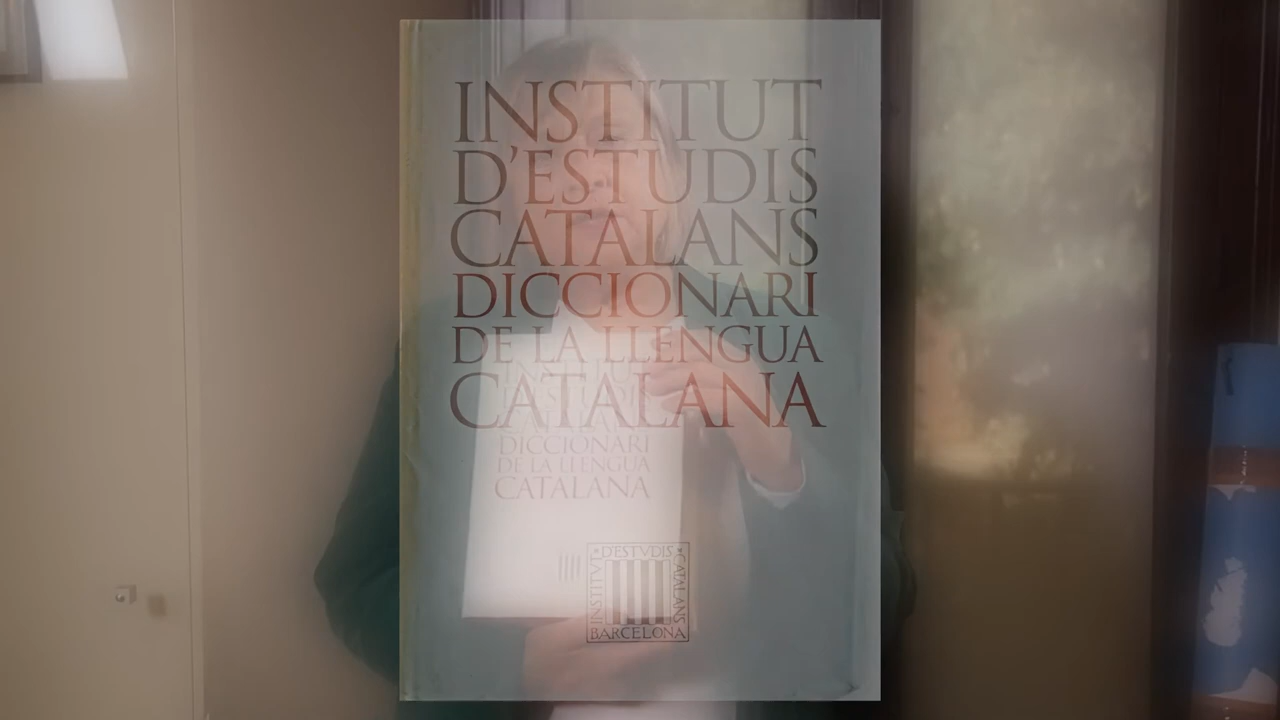 INSTITUT
D'ESTUDIS
CATALANS
DICCIONARI
DE LA LLENGUA
CATALANA
DICCIONARI
DE LA LLENGUA
CATALANA
INSTITVT
D'ESTVDIS
CATALANS
BARCELONA